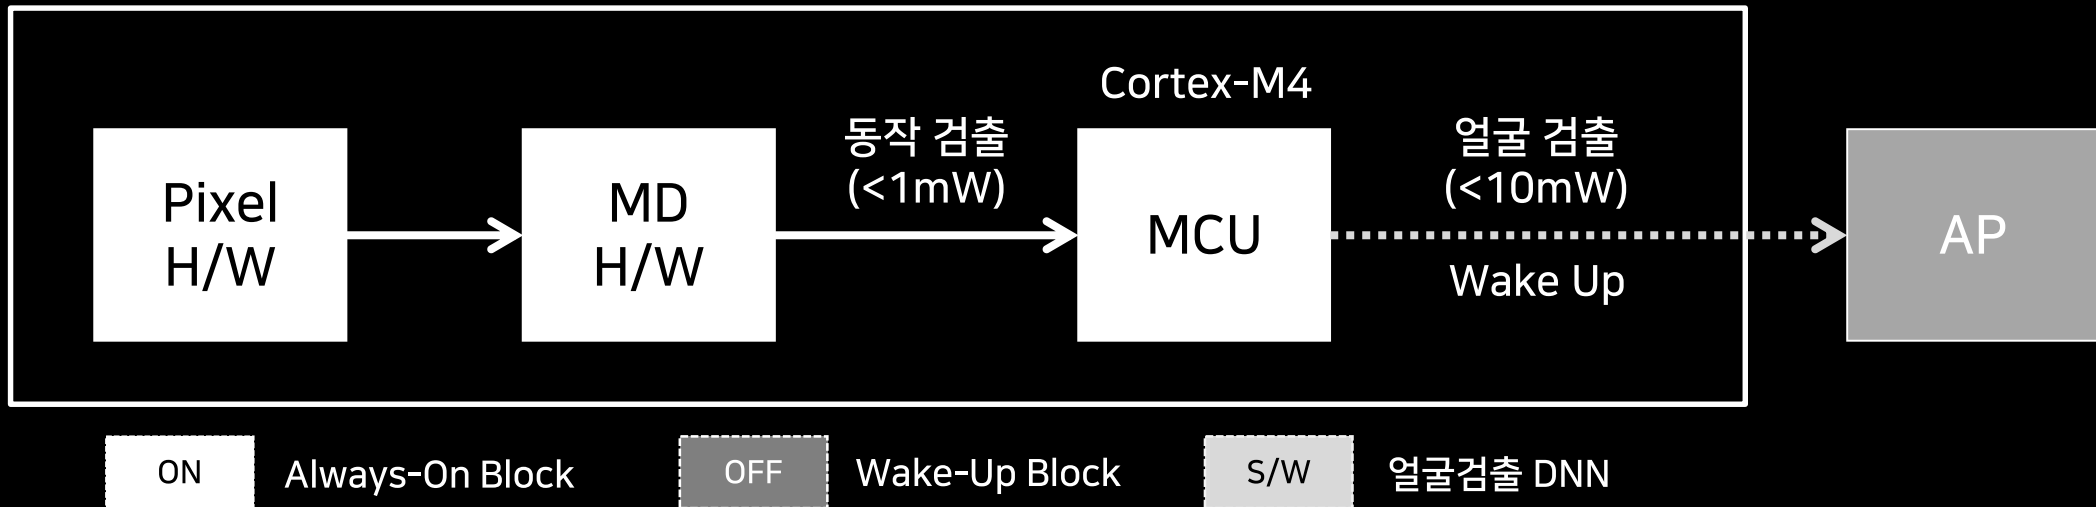 Cortex-M4
Pixel
H/W
MD
H/W
동작 검출
(<1mW)
MCU
얼굴 검출
(<10mW)
Wake Up
AP
ON
Always-On Block
OFF
Wake-Up Block
S/W
얼굴검출 DNN